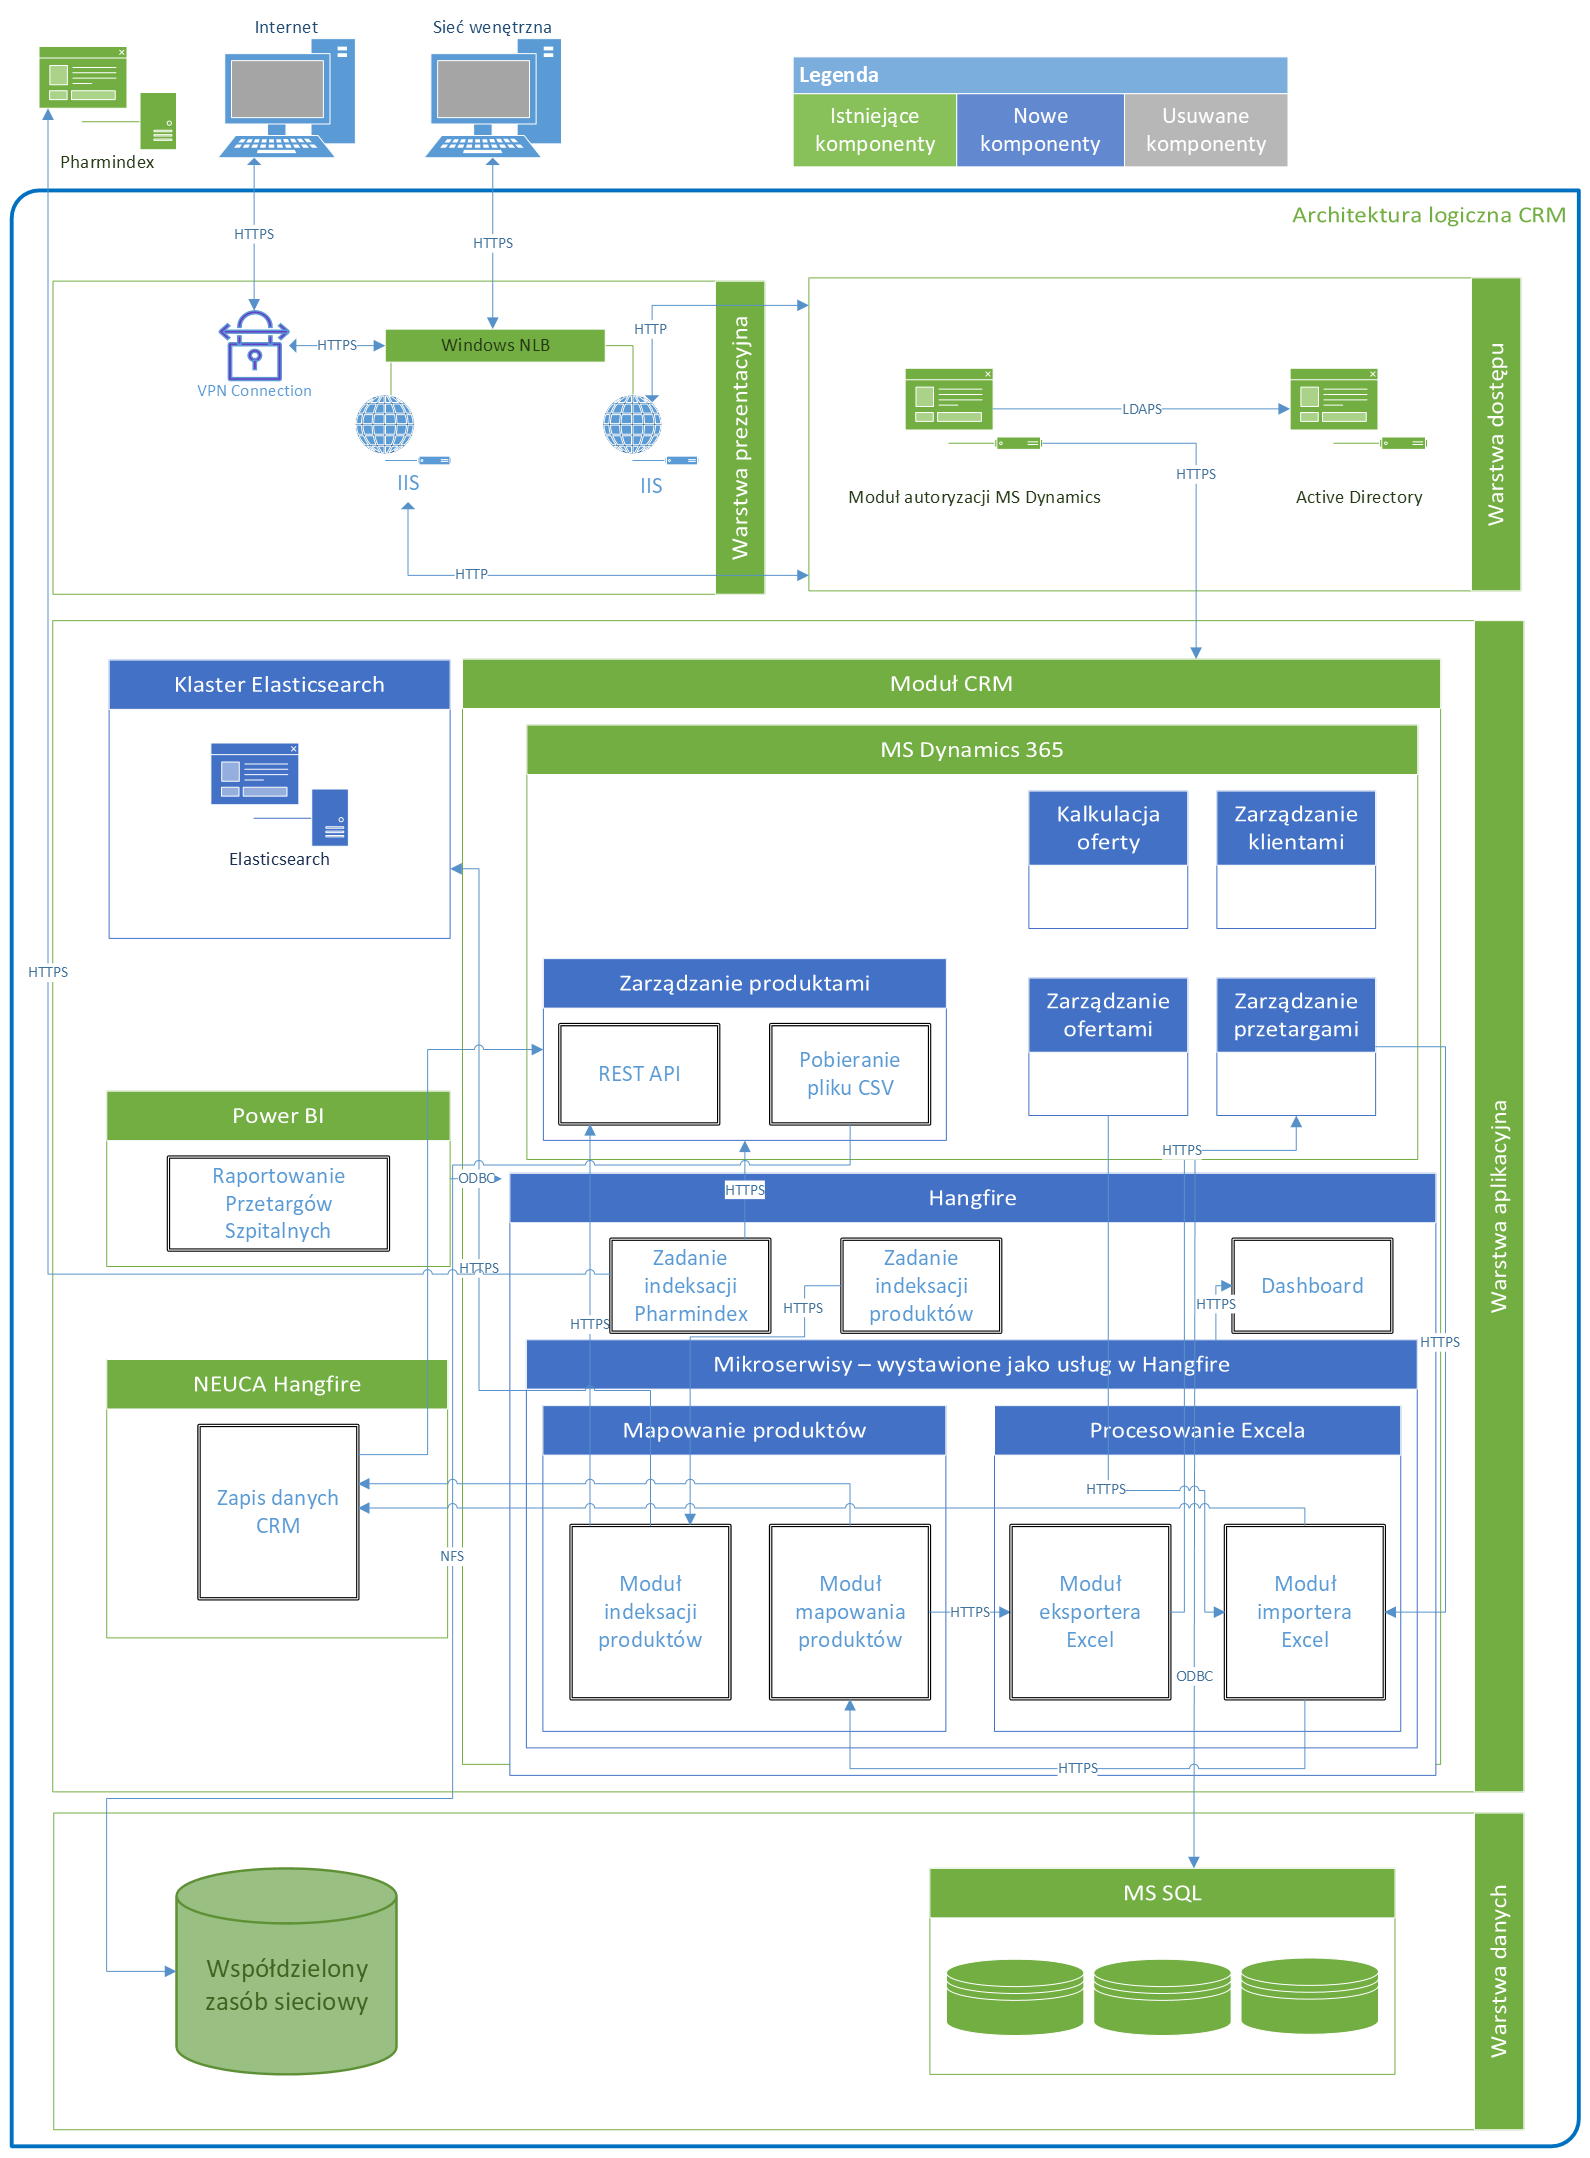 Internet
Sieć wenętrzna
Pharmindex
Legenda
Istniejące
komponenty
Nowe
komponenty
Usuwane
komponenty
Architektura logiczna CRM
HTTPS
HTTPS
HTTPS
Windows NLB
HTTP
VPN Connection
IIS
IIS
HTTP
Warstwa prezentacyjna
LDAPS
HTTPS
Moduł autoryzacji MS Dynamics
Active Directory
Warstwa dostępu
Klaster Elasticsearch
Elasticsearch
Moduł CRM
MS Dynamics 365
Kalkulacja
oferty
Zarządzanie
klientami
HTTPS
Zarządzanie produktami
REST API
Pobieranie
pliku CSV
Zarządzanie
ofertami
Zarządzanie
przetargami
Power BI
Raportowanie
Przetargów
Szpitalnych
ODBC
HTTPS
HTTPS
Hangfire
HTTPS
Zadanie
indeksacji
Pharmindex
Zadanie
indeksacji
produktów
Dashboard
HTTPS
HTTPS
HTTPS
HTTPS
Mikroserwisy – wystawione jako usług w Hangfire
NEUCA Hangfire
Zapis danych
CRM
NFS
Mapowanie produktów
Procesowanie Excela
HTTPS
Moduł
indeksacji
produktów
Moduł
mapowania
produktów
HTTPS
Moduł
eksportera
Excel
Moduł
importera
Excel
ODBC
HTTPS
Warstwa aplikacyjna
Współdzielony
zasób sieciowy
MS SQL
Warstwa danych